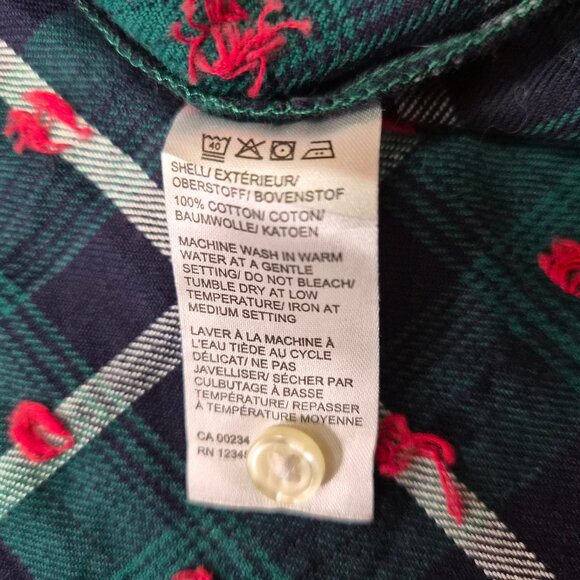 40
SHELL/ EXTÉRIEUR/
OBERSTOFF/ BOVENSTOF
100% COTTON/ COTON/
BAUMWOLLE/ KATOEN
MACHINE WASH IN WARM
WATER AT A GENTLE
SETTING/ DO NOT BLEACH/
TUMBLE DRY AT LOW
TEMPERATURE/ IRON AT
MEDIUM SETTING
LAVER À LA MACHINE À
L'EAU TIÈDE AU CYCLE
DÉLICAT/ NE PAS
JAVELLISER/ SÉCHER PAR
CULBUTAGE À BASSE
TEMPÉRATURE/ REPASSER
À TEMPÉRATURE MOYENNE
CA 00234
RN